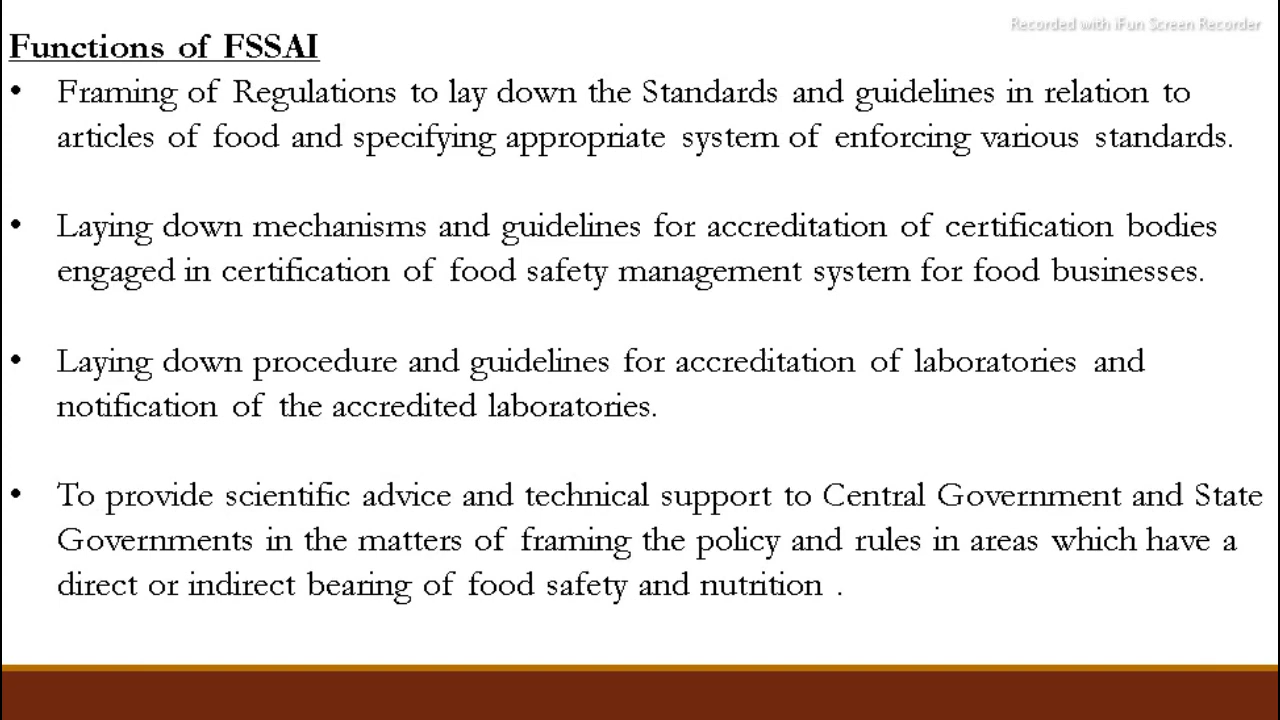 Recorded with iFun Screen Recorder
Functions of FSSAI
• Framing of Regulations to lay down the Standards and guidelines in relation to
articles of food and specifying appropriate system of enforcing various standards.
• Laying down mechanisms and guidelines for accreditation of certification bodies
engaged in certification of food safety management system for food businesses.
• Laying down procedure and guidelines for accreditation of laboratories and
notification of the accredited laboratories.
• To provide scientific advice and technical support to Central Government and State
Governments in the matters of framing the policy and rules in areas which have a
direct or indirect bearing of food safety and nutrition .